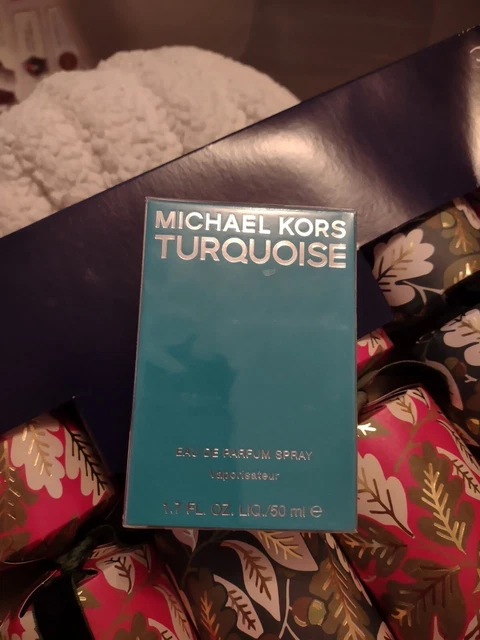 MICHAEL KORS
TURQUOISE
EAU DE PARFUM SPRAY
vaporisateur
1.7 FL. OZ. LIQ./50 ml ℮